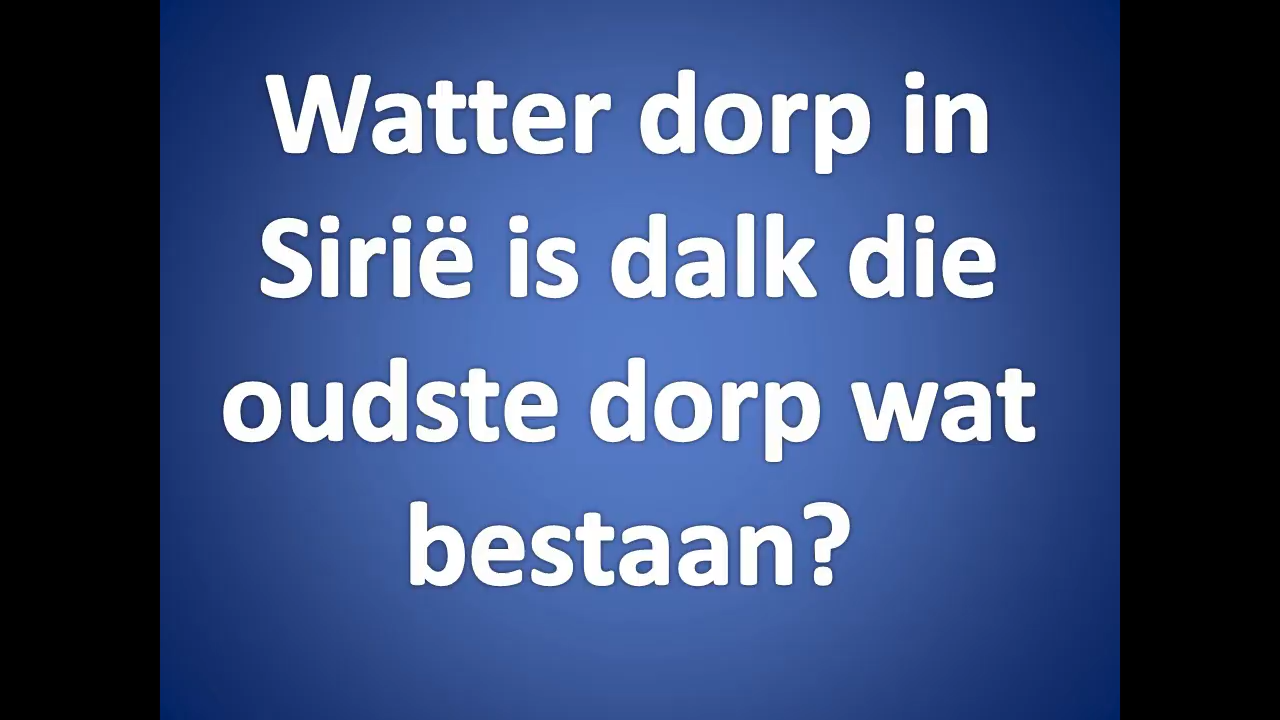 Watter dorp in
Sirië is dalk die
oudste dorp wat
bestaan?